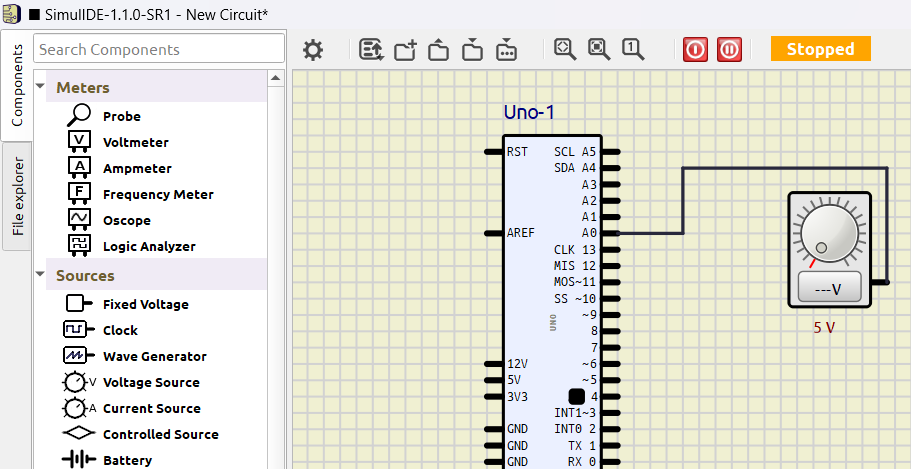 SimulIDE-1.1.0-SR1 - New Circuit*
Components
File explorer
Search Components
1
Stopped
Meters
Probe
V Voltmeter
A Ampmeter
F Frequency Meter
Oscope
Logic Analyzer
Sources
Fixed Voltage
Clock
Wave Generator
V Voltage Source
A Current Source
Controlled Source
Battery
Uno-1
RST SCL A5
SDA A4
A3
A2
A1
AREF A0
CLK 13
MIS 12
MOS~11
SS ~10
~9
UNO 8
7
12V ~6
5V ~5
3V3 4
INT1~3
GND INT0 2
GND TX 1
GND RX 0
---V
5 V